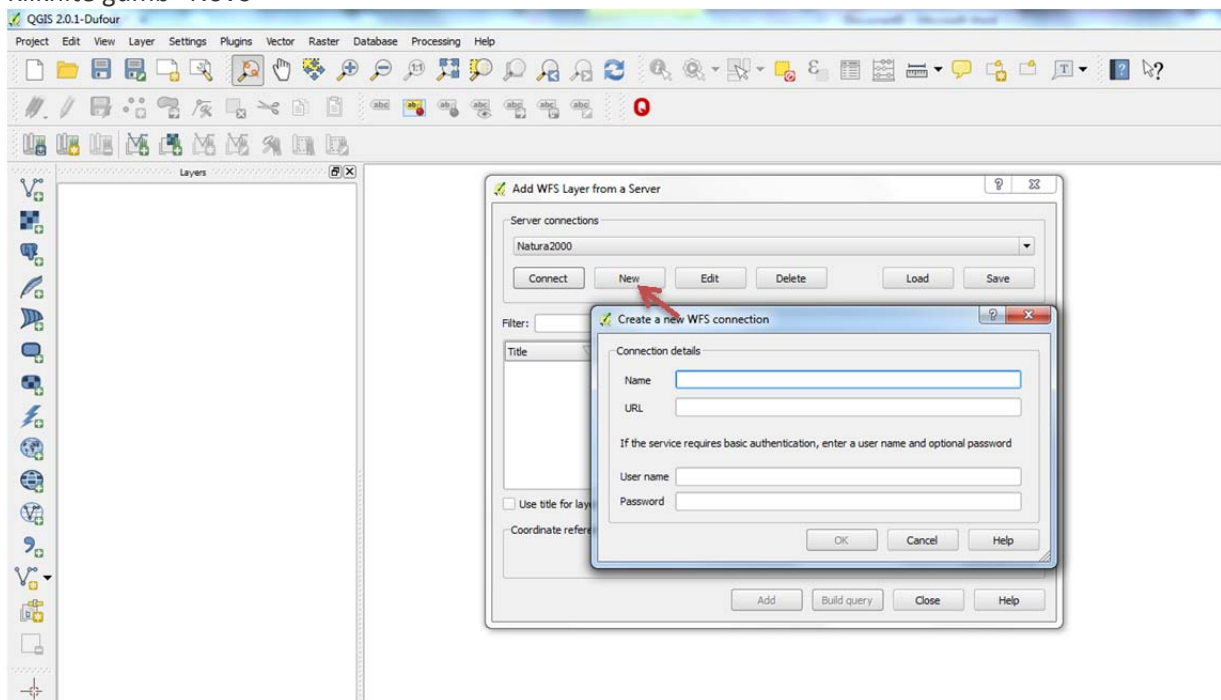 QGIS 2.0.1-Dufour
Project Edit View Layer Settings Plugins Vector Raster Database Processing Help
Layers
Add WFS Layer from a Server
Server connections
Natura2000
Connect New Edit Delete Load Save
Filter:
Title
Use title for lay
Coordinate refere
Create a new WFS connection
Connection details
Name
URL
If the service requires basic authentication, enter a user name and optional password
User name
Password
OK Cancel Help
Add Build query Close Help